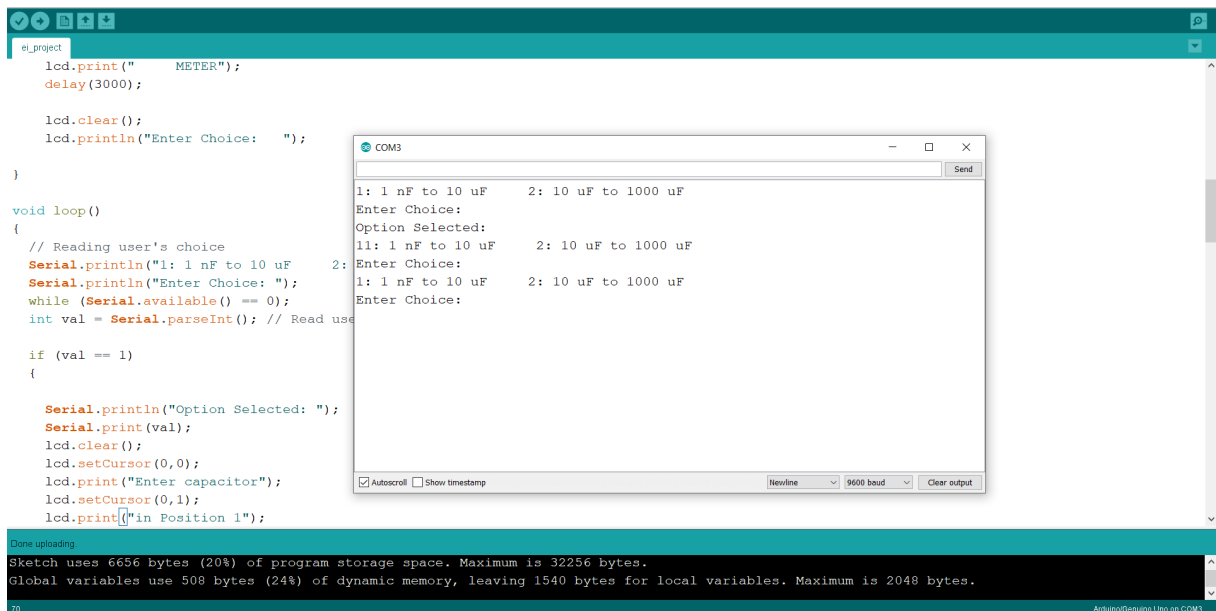 ei_project
lcd.print("     METER");
delay(3000);
lcd.clear();
lcd.println("Enter Choice:   ");
}
void loop()
{
// Reading user's choice
Serial.println("1: 1 nF to 10 uF     2:
Serial.println("Enter Choice: ");
while (Serial.available() == 0);
int val = Serial.parseInt(); // Read use
if (val == 1)
{
Serial.println("Option Selected: ");
Serial.print(val);
lcd.clear();
lcd.setCursor(0,0);
lcd.print("Enter capacitor");
lcd.setCursor(0,1);
lcd.print("in Position 1");
COM3
Send
1: 1 nF to 10 uF     2: 10 uF to 1000 uF
Enter Choice:
Option Selected:
11: 1 nF to 10 uF     2: 10 uF to 1000 uF
Enter Choice:
1: 1 nF to 10 uF     2: 10 uF to 1000 uF
Enter Choice:
Autoscroll Show timestamp Newline 9600 baud Clear output
Done uploading.
Sketch uses 6656 bytes (20%) of program storage space. Maximum is 32256 bytes.
Global variables use 508 bytes (24%) of dynamic memory, leaving 1540 bytes for local variables. Maximum is 2048 bytes.
70 Arduino/Genuino Uno on COM3